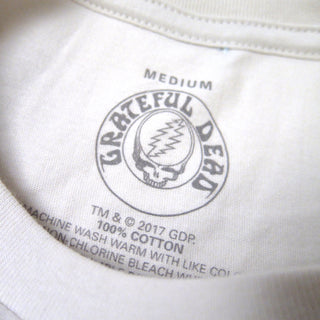 MEDIUM
GRATEFUL DEAD
TM & © 2017 GDP.
100% COTTON
MACHINE WASH WARM WITH LIKE
CHLORINE BLEACH